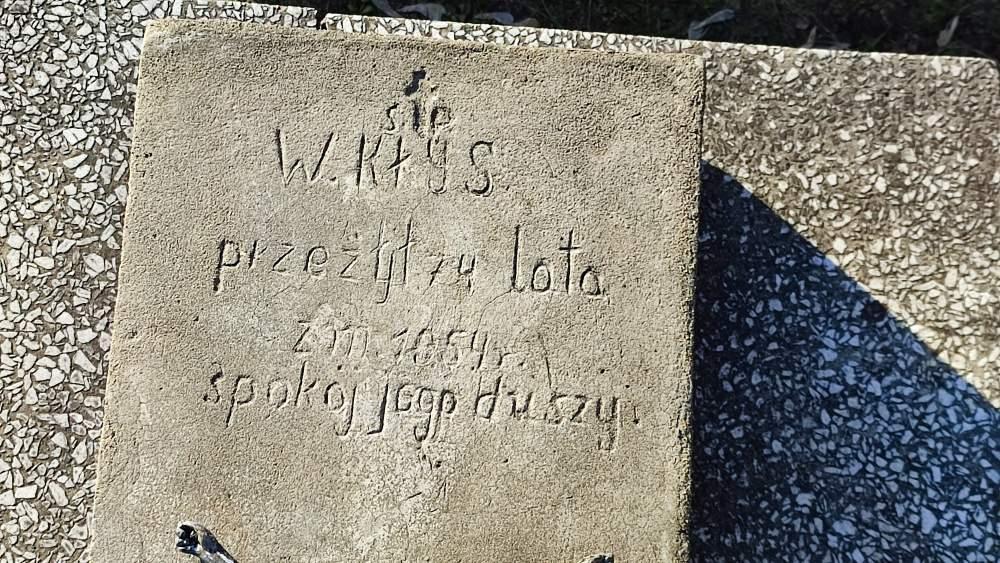 W. KŁYS
przeżył 74 lata
zm. 1954 r.
spokój jego duszy